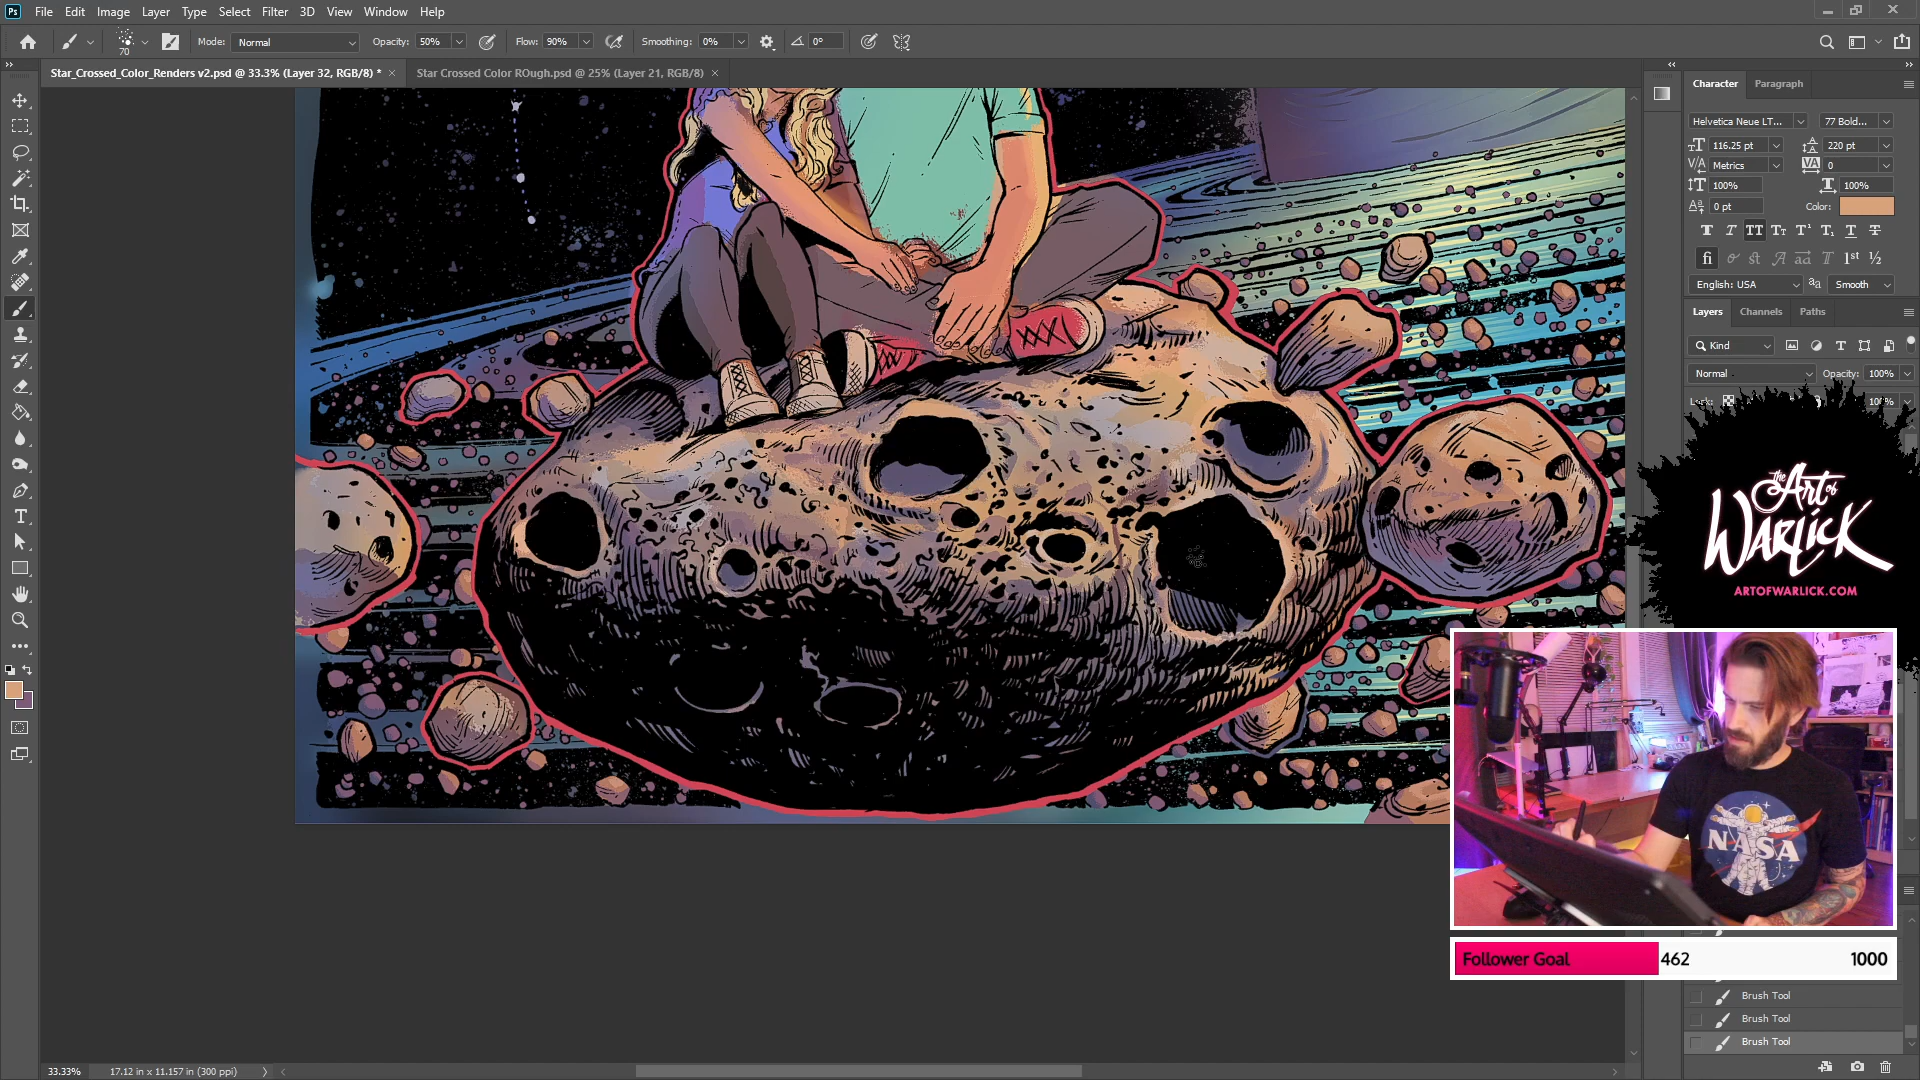 Ps File Edit Image Layer Type Select Filter 3D View Window Help
70 Mode: Normal Opacity: 50% Flow: 90% Smoothing: 0% 0°
Star_Crossed_Color_Renders v2.psd @ 33.3% (Layer 32, RGB/8) *
Star Crossed Color ROugh.psd @ 25% (Layer 21, RGB/8)
Character Paragraph
Helvetica Neue LT... 77 Bold...
116.25 pt 220 pt
Metrics 0
100% 100%
0 pt Color:
English: USA Smooth
Layers Channels Paths
Kind
Normal Opacity: 100%
100%
the Art of
Warlick
ARTOFWARLICK.COM
NASA
Follower Goal 462 1000
Brush Tool
Brush Tool
Brush Tool
33.33% 17.12 in x 11.157 in (300 ppi)